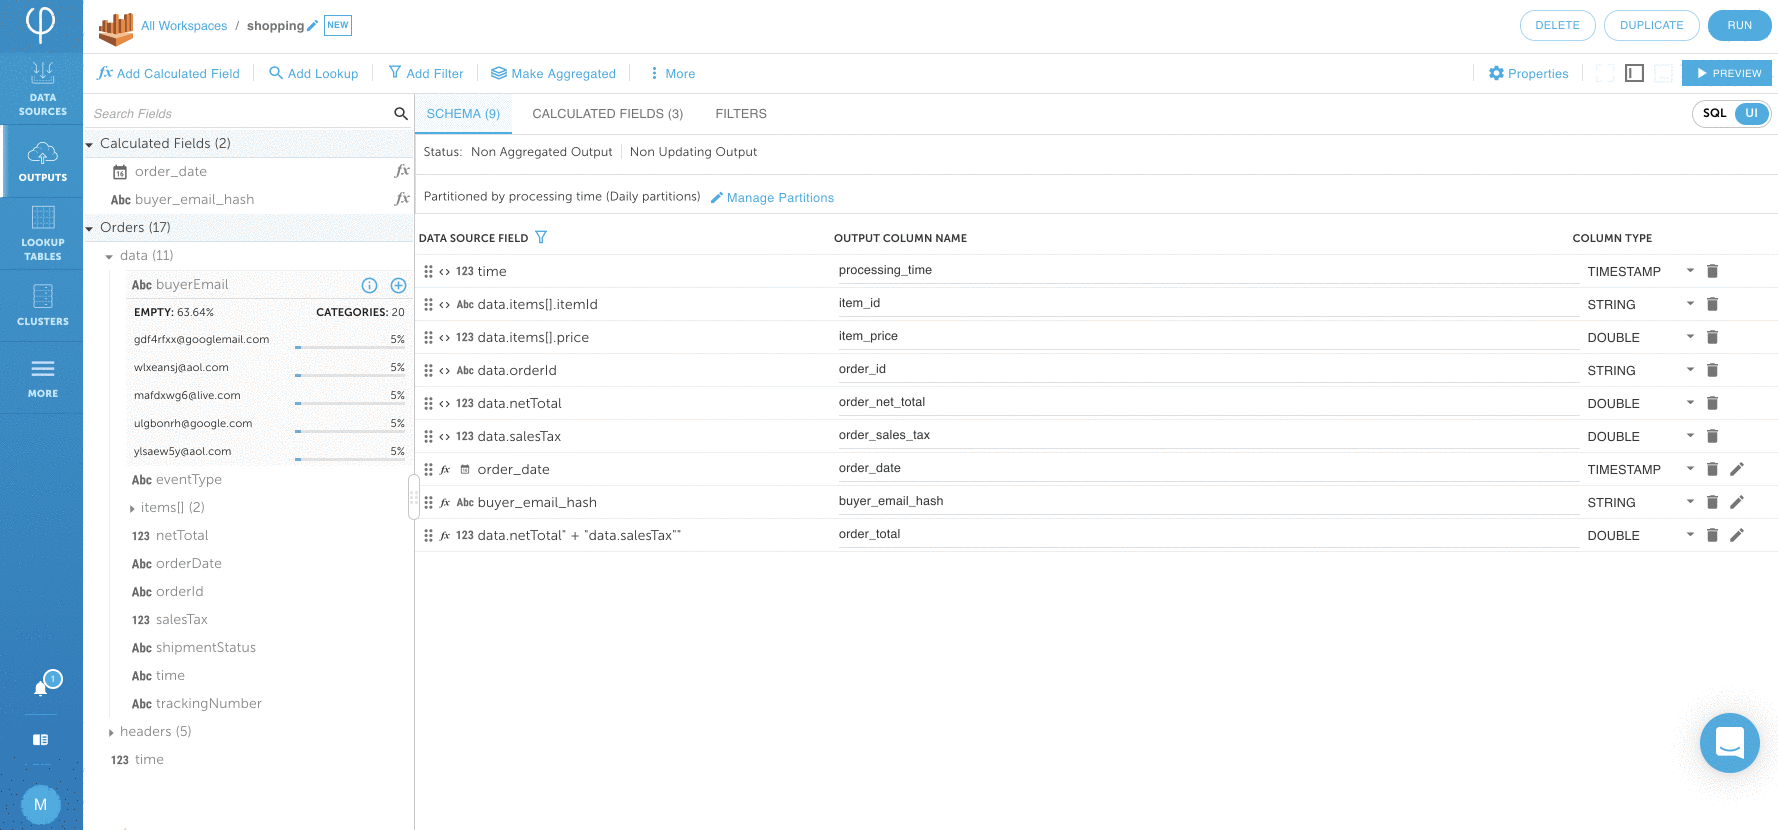 All Workspaces / shopping NEW
DELETE DUPLICATE RUN
fx Add Calculated Field Add Lookup Add Filter Make Aggregated More
Properties PREVIEW
DATA
SOURCES
OUTPUTS
LOOKUP
TABLES
CLUSTERS
MORE
1
M
Search Fields
Calculated Fields (2)
16 order_date fx
Abc buyer_email_hash fx
Orders (17)
data (11)
Abc buyerEmail
EMPTY: 63.64% CATEGORIES: 20
gdf4rfxx@googlemail.com 5%
wlxeansj@aol.com 5%
mafdxwg6@live.com 5%
ulgbonrh@google.com 5%
ylsaew5y@aol.com 5%
Abc eventType
items[] (2)
123 netTotal
Abc orderDate
Abc orderId
123 salesTax
Abc shipmentStatus
Abc time
Abc trackingNumber
headers (5)
123 time
SCHEMA (9) CALCULATED FIELDS (3) FILTERS
SQL UI
Status: Non Aggregated Output Non Updating Output
Partitioned by processing time (Daily partitions) Manage Partitions
DATA SOURCE FIELD OUTPUT COLUMN NAME COLUMN TYPE
<> 123 time processing_time TIMESTAMP
<> Abc data.items[].itemId item_id STRING
<> 123 data.items[].price item_price DOUBLE
<> Abc data.orderId order_id STRING
<> 123 data.netTotal order_net_total DOUBLE
<> 123 data.salesTax order_sales_tax DOUBLE
fx order_date order_date TIMESTAMP
fx Abc buyer_email_hash buyer_email_hash STRING
fx 123 data.netTotal" + "data.salesTax"" order_total DOUBLE